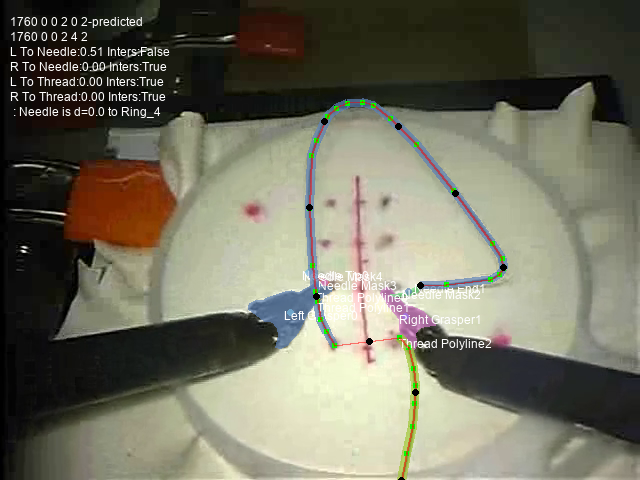 1760 0 0 2 0 2-predicted
1760 0 0 2 4 2
L To Needle:0.51 Inters:False
R To Needle:0.00 Inters:True
L To Thread:0.00 Inters:True
R To Thread:0.00 Inters:True
: Needle is d=0.0 to Ring_4
Needle Mask3
Needle Mask2
Thread Polyline1
Right Grasper1
Thread Polyline2